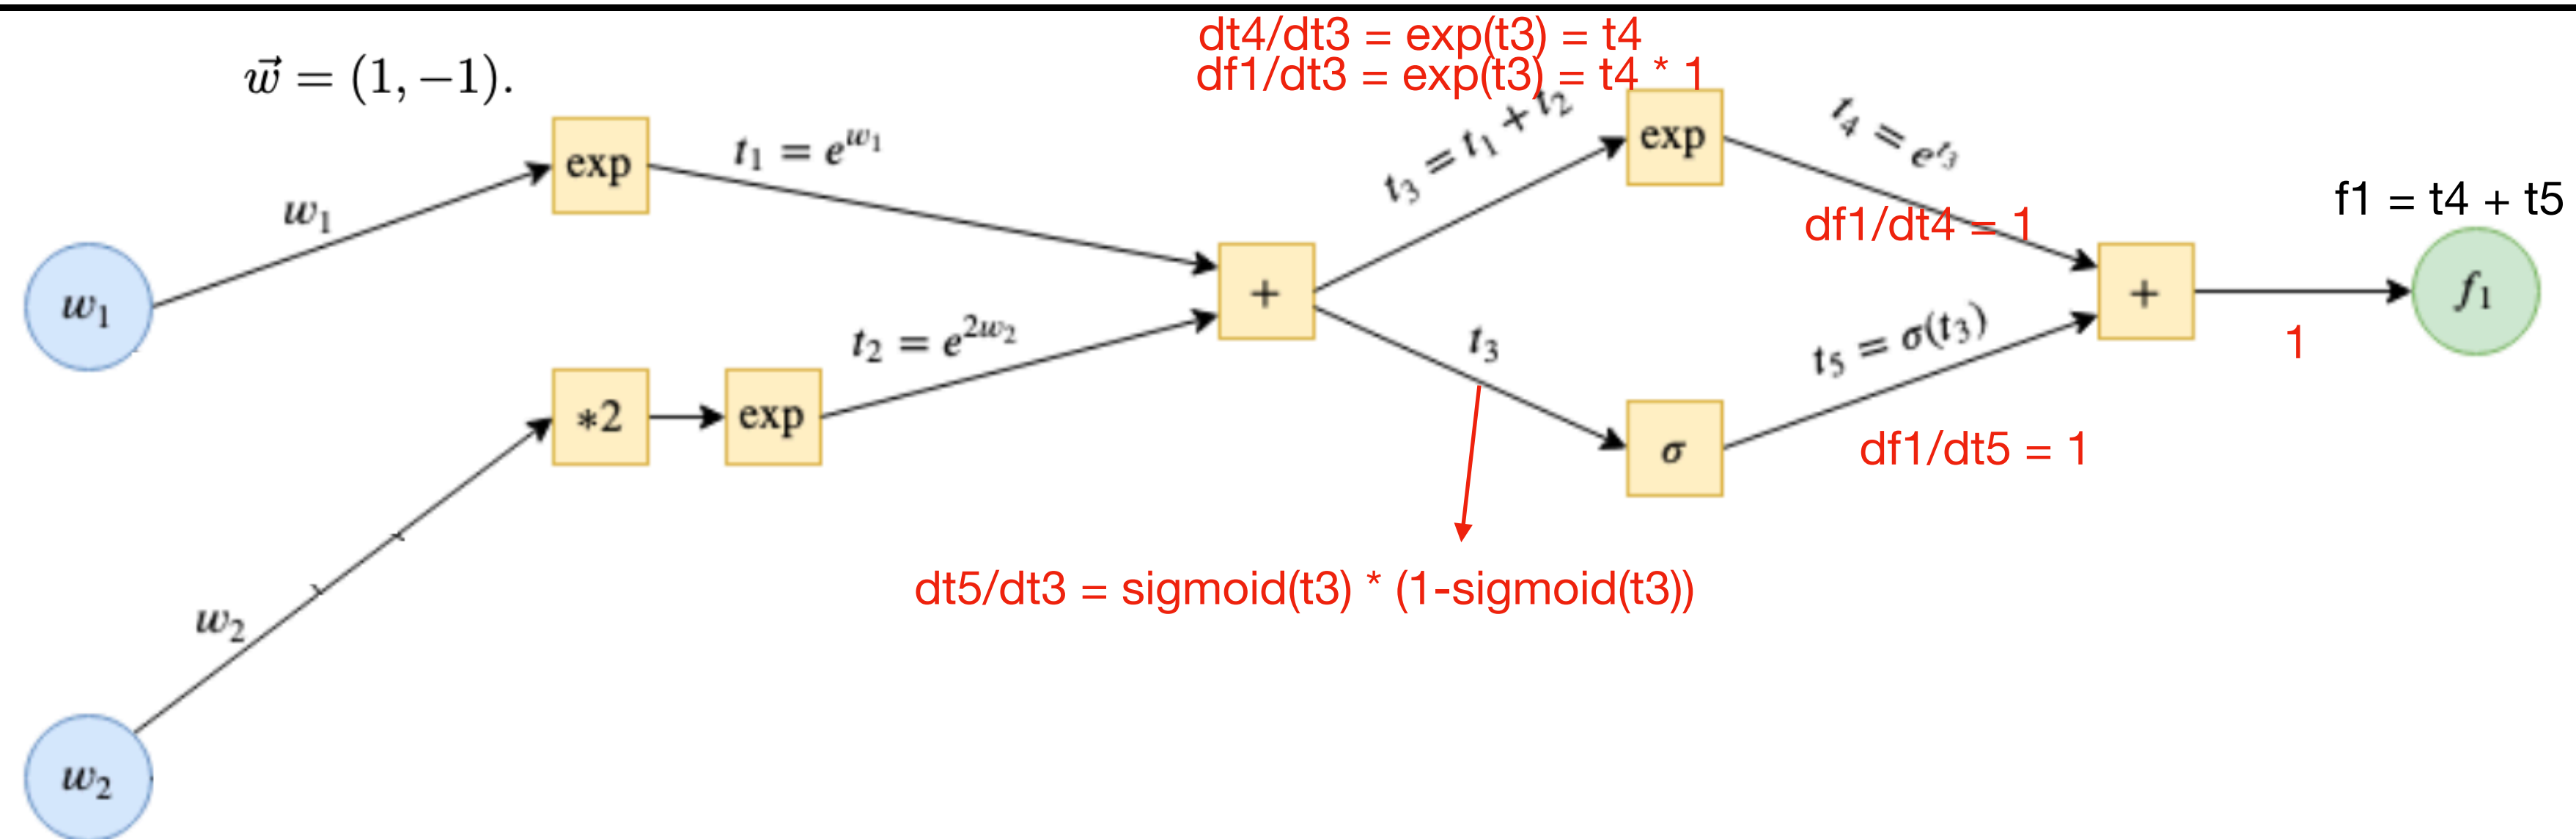 dt4/dt3 = exp(t3) = t4
df1/dt3 = exp(t3) = t4 * 1
$\vec{w} = (1, -1).$
w₁
w₁
exp
t₁ = e^{w₁}
t₃ = t₁ + t₂
exp
t₄ = e^{t₃}
df1/dt4 = 1
f1 = t4 + t5
+
+
f₁
1
w₂
w₂
*2
exp
t₂ = e^{2w₂}
t₃
σ
t₅ = σ(t₃)
df1/dt5 = 1
dt5/dt3 = sigmoid(t3) * (1-sigmoid(t3))